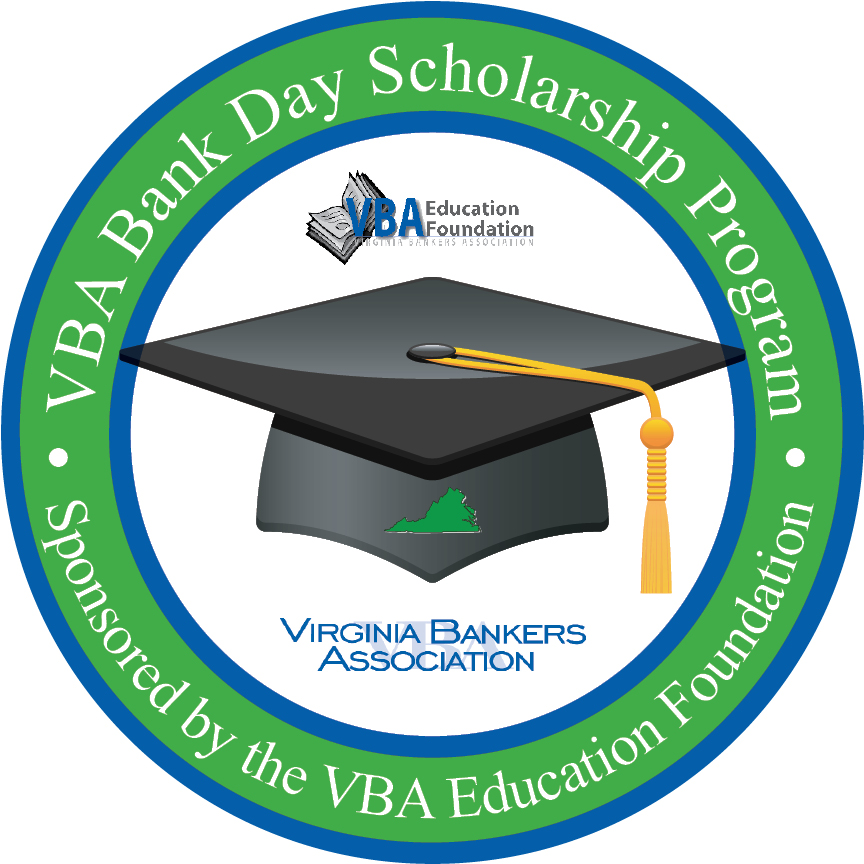 VBA Bank Day Scholarship Program
VBA Education
Foundation
VIRGINIA BANKERS ASSOCIATION
VIRGINIA BANKERS
ASSOCIATION
VBA
• Sponsored by the VBA Education Foundation •